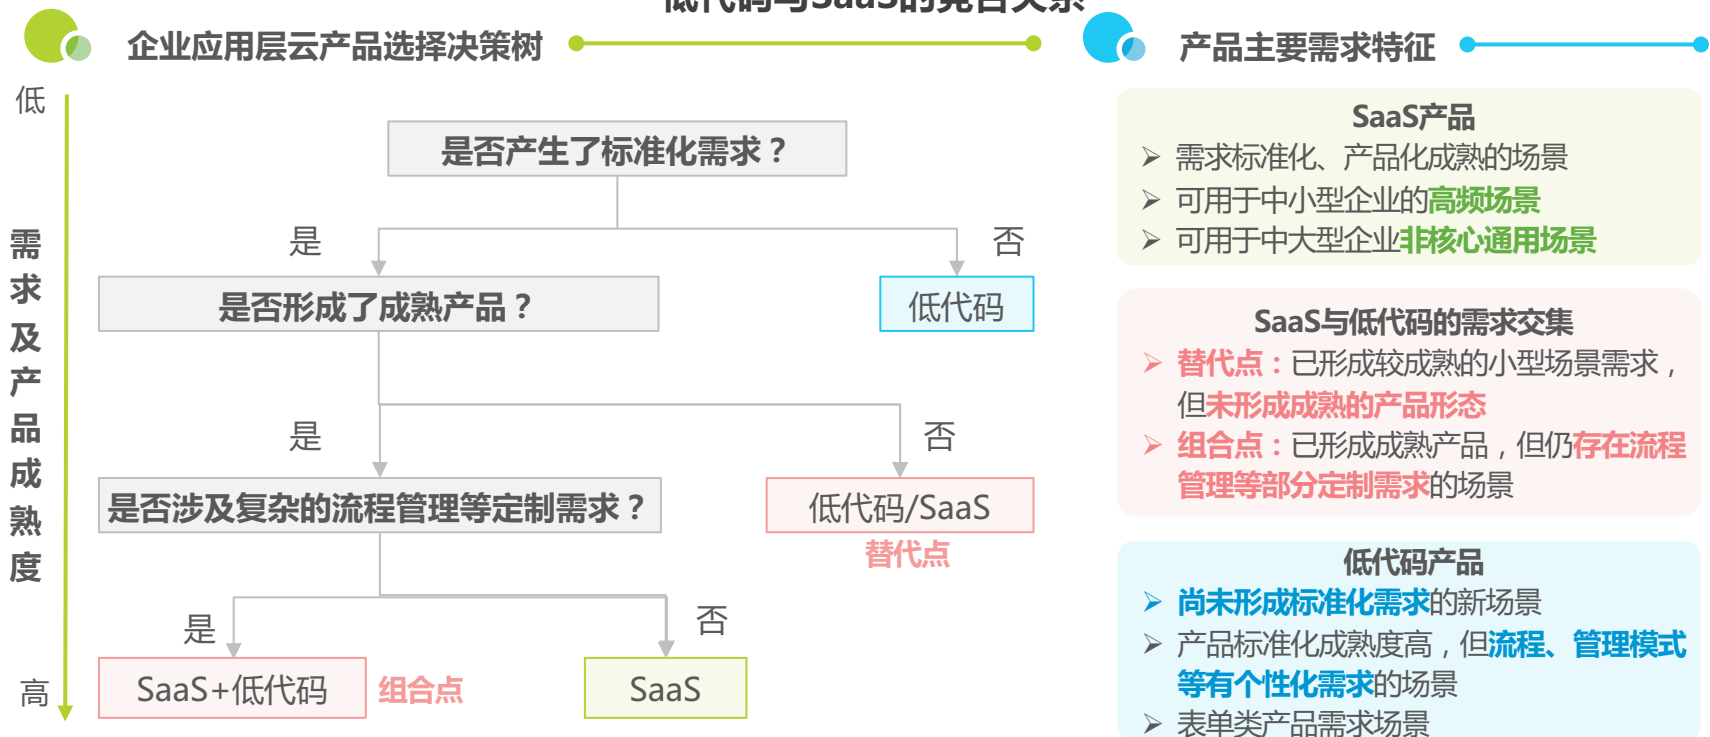 低代码与SaaS的竞合关系
企业应用层云产品选择决策树
低
需求及产品成熟度
高
是否产生了标准化需求？
是
否
是否形成了成熟产品？
低代码
是
否
是否涉及复杂的流程管理等定制需求？
低代码/SaaS
替代点
是
否
SaaS+低代码
组合点
SaaS
产品主要需求特征
SaaS产品
➢ 需求标准化、产品化成熟的场景
➢ 可用于中小型企业的高频场景
➢ 可用于中大型企业非核心通用场景
SaaS与低代码的需求交集
➢ 替代点：已形成较成熟的小型场景需求，
但未形成成熟的产品形态
➢ 组合点：已形成成熟产品，但仍存在流程
管理等部分定制需求的场景
低代码产品
➢ 尚未形成标准化需求的新场景
➢ 产品标准化成熟度高，但流程、管理模式
等有个性化需求的场景
➢ 表单类产品需求场景